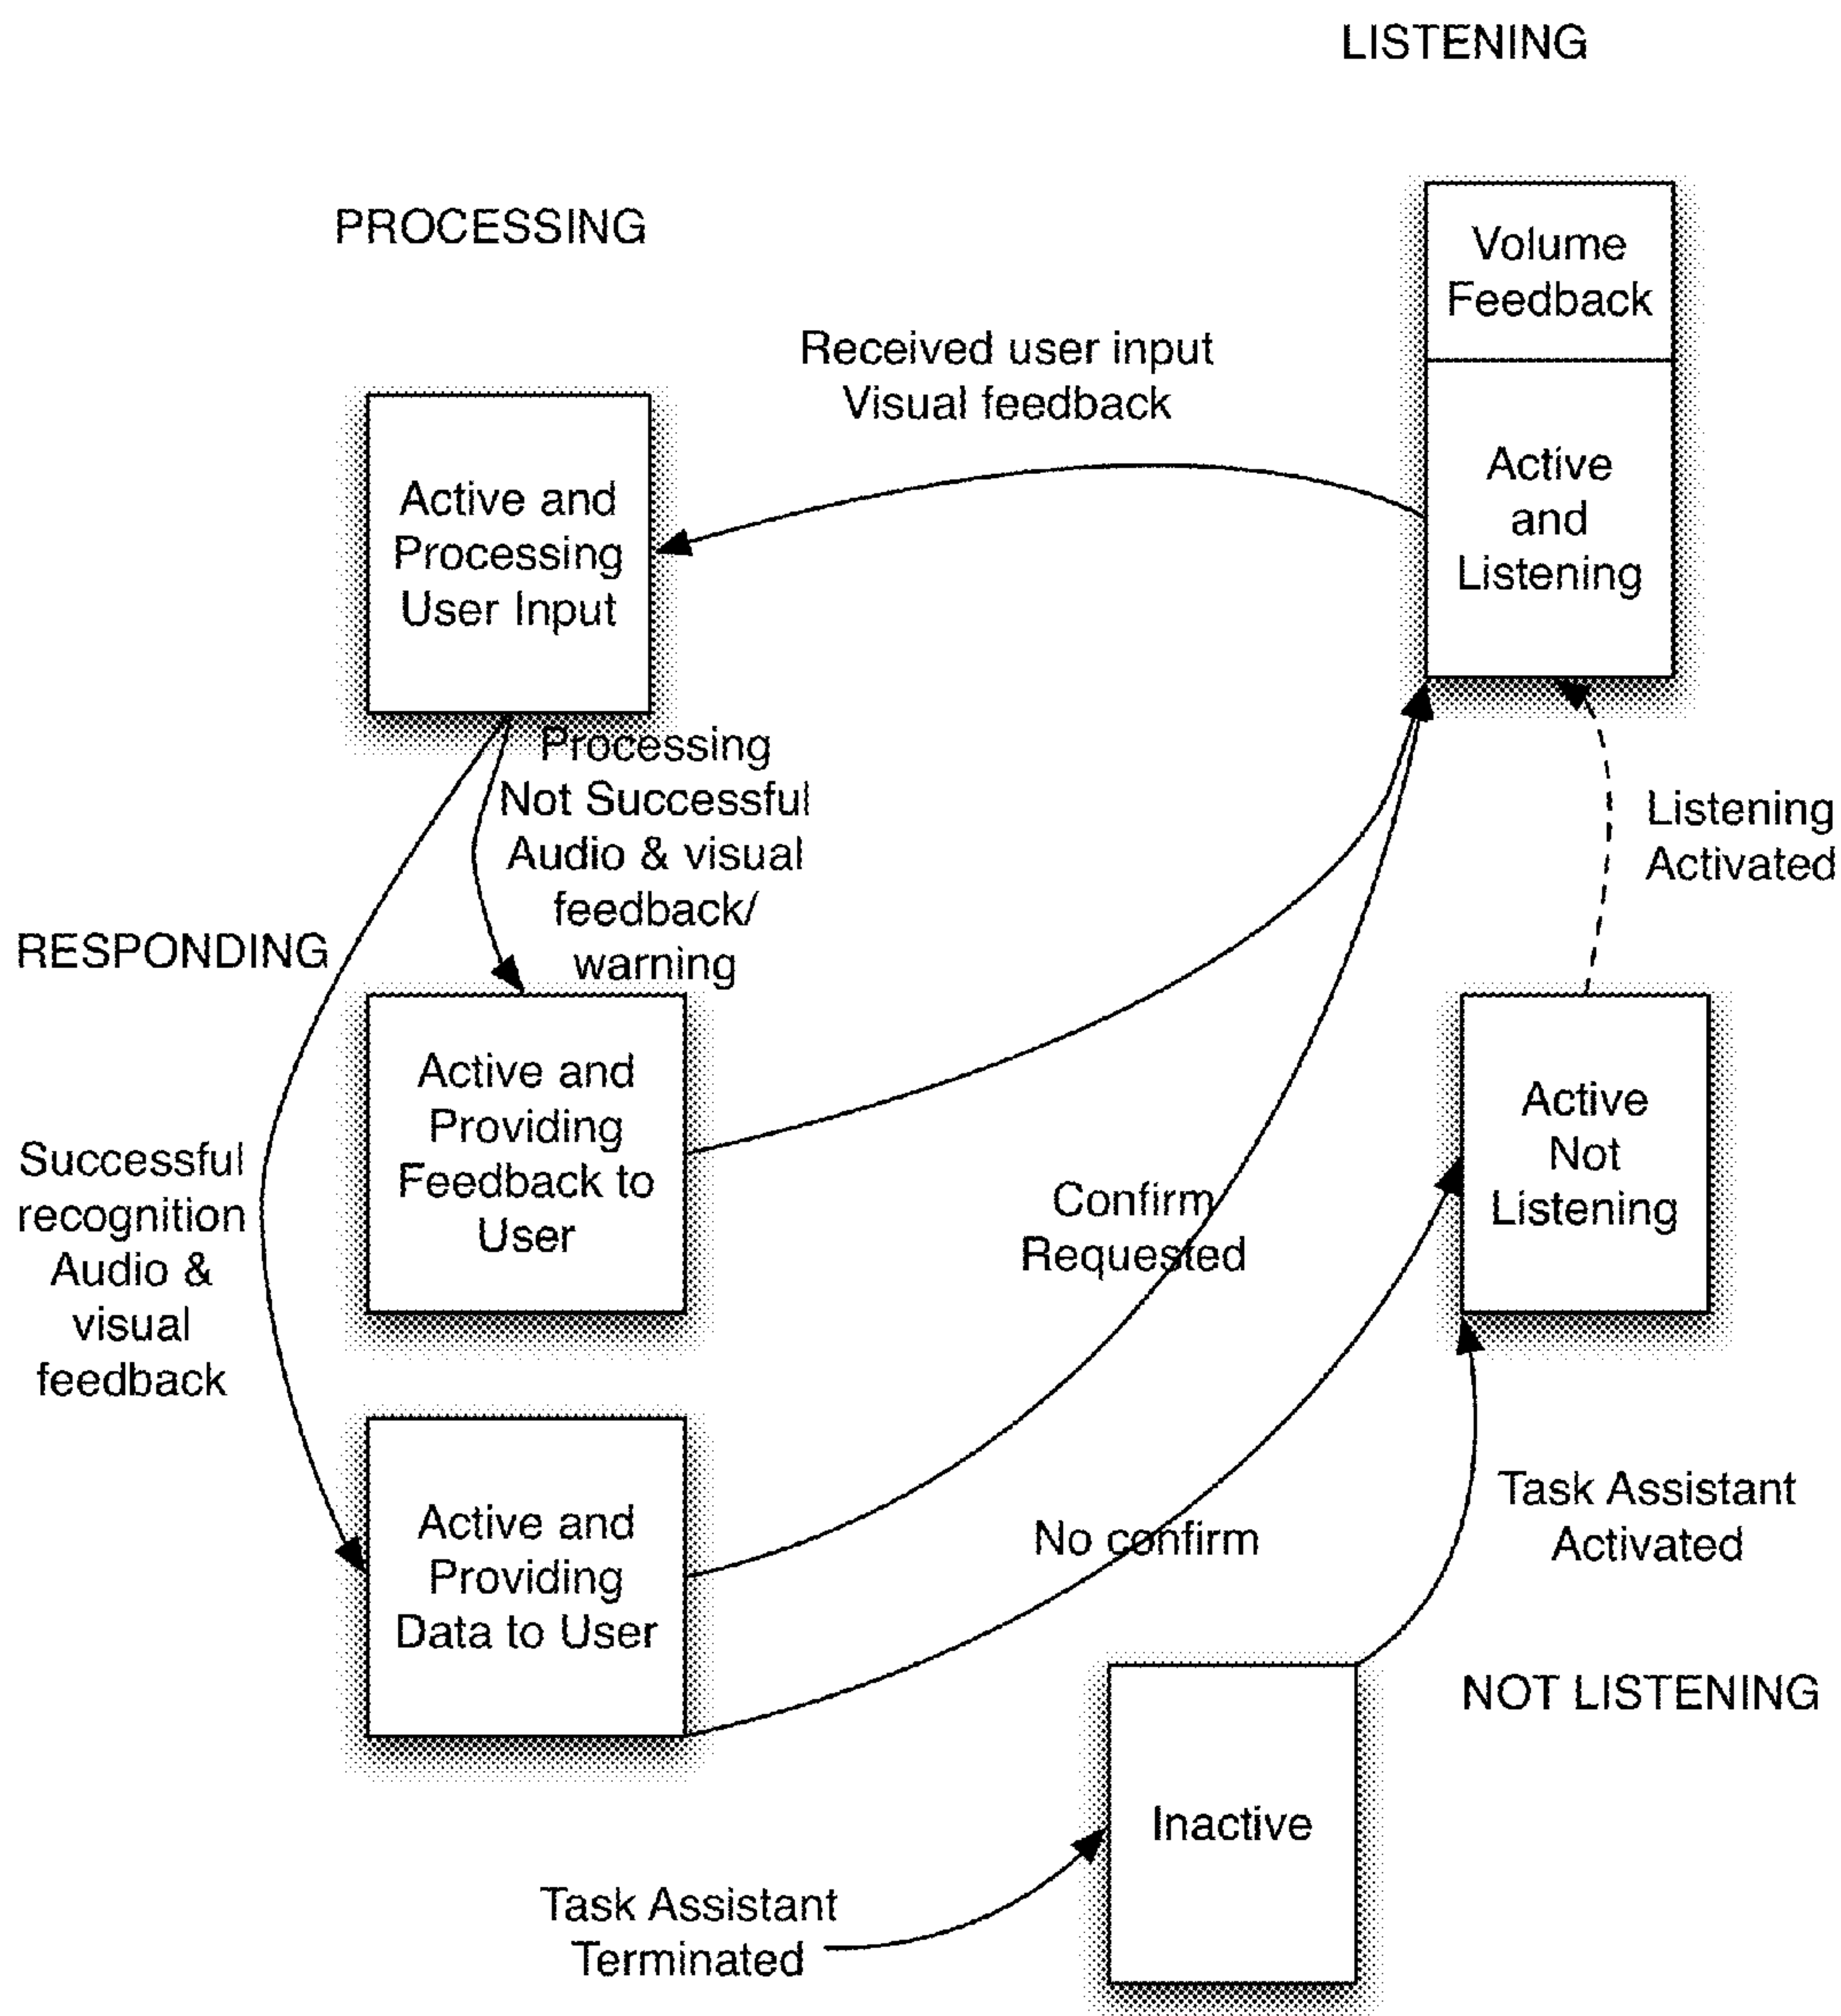 LISTENING
PROCESSING
Volume
Feedback
Received user input
Visual feedback
Active
and
Listening
Active and
Processing
User Input
Processing
Not Successful
Audio & visual
feedback/
warning
Listening
Activated
RESPONDING
Active and
Providing
Feedback to
User
Active
Not
Listening
Successful
recognition
Audio &
visual
feedback
Confirm
Requested
Active and
Providing
Data to User
No confirm
Task Assistant
Activated
NOT LISTENING
Inactive
Task Assistant
Terminated